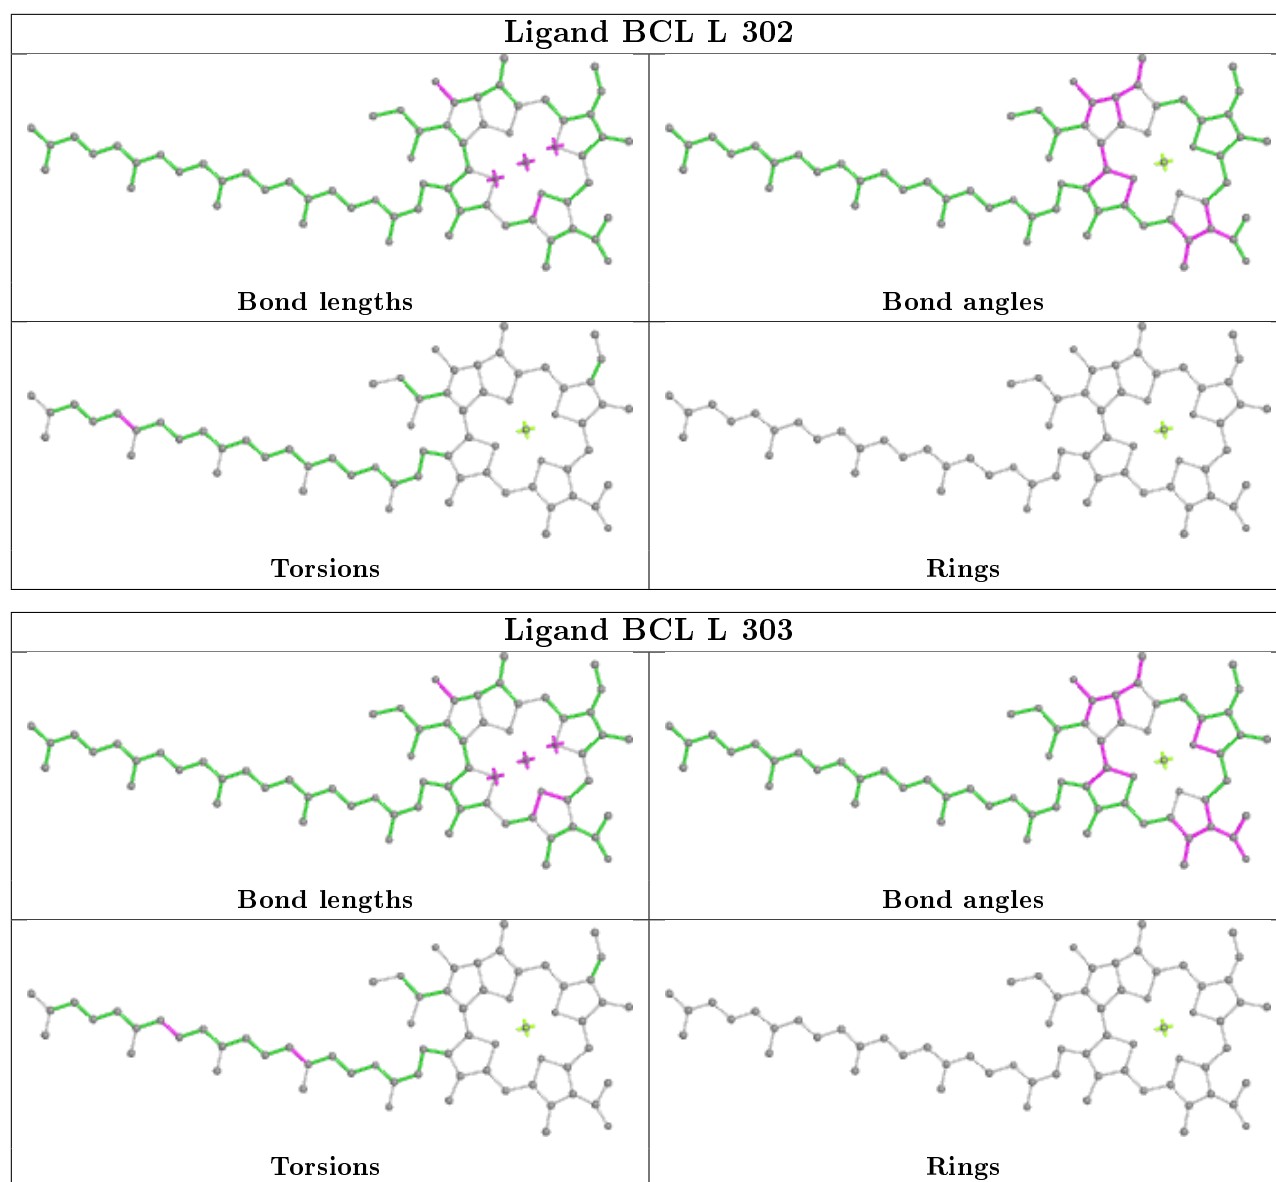 Ligand BCL L 302
Bond lengths
Bond angles
Torsions
Rings
Ligand BCL L 303
Bond lengths
Bond angles
Torsions
Rings